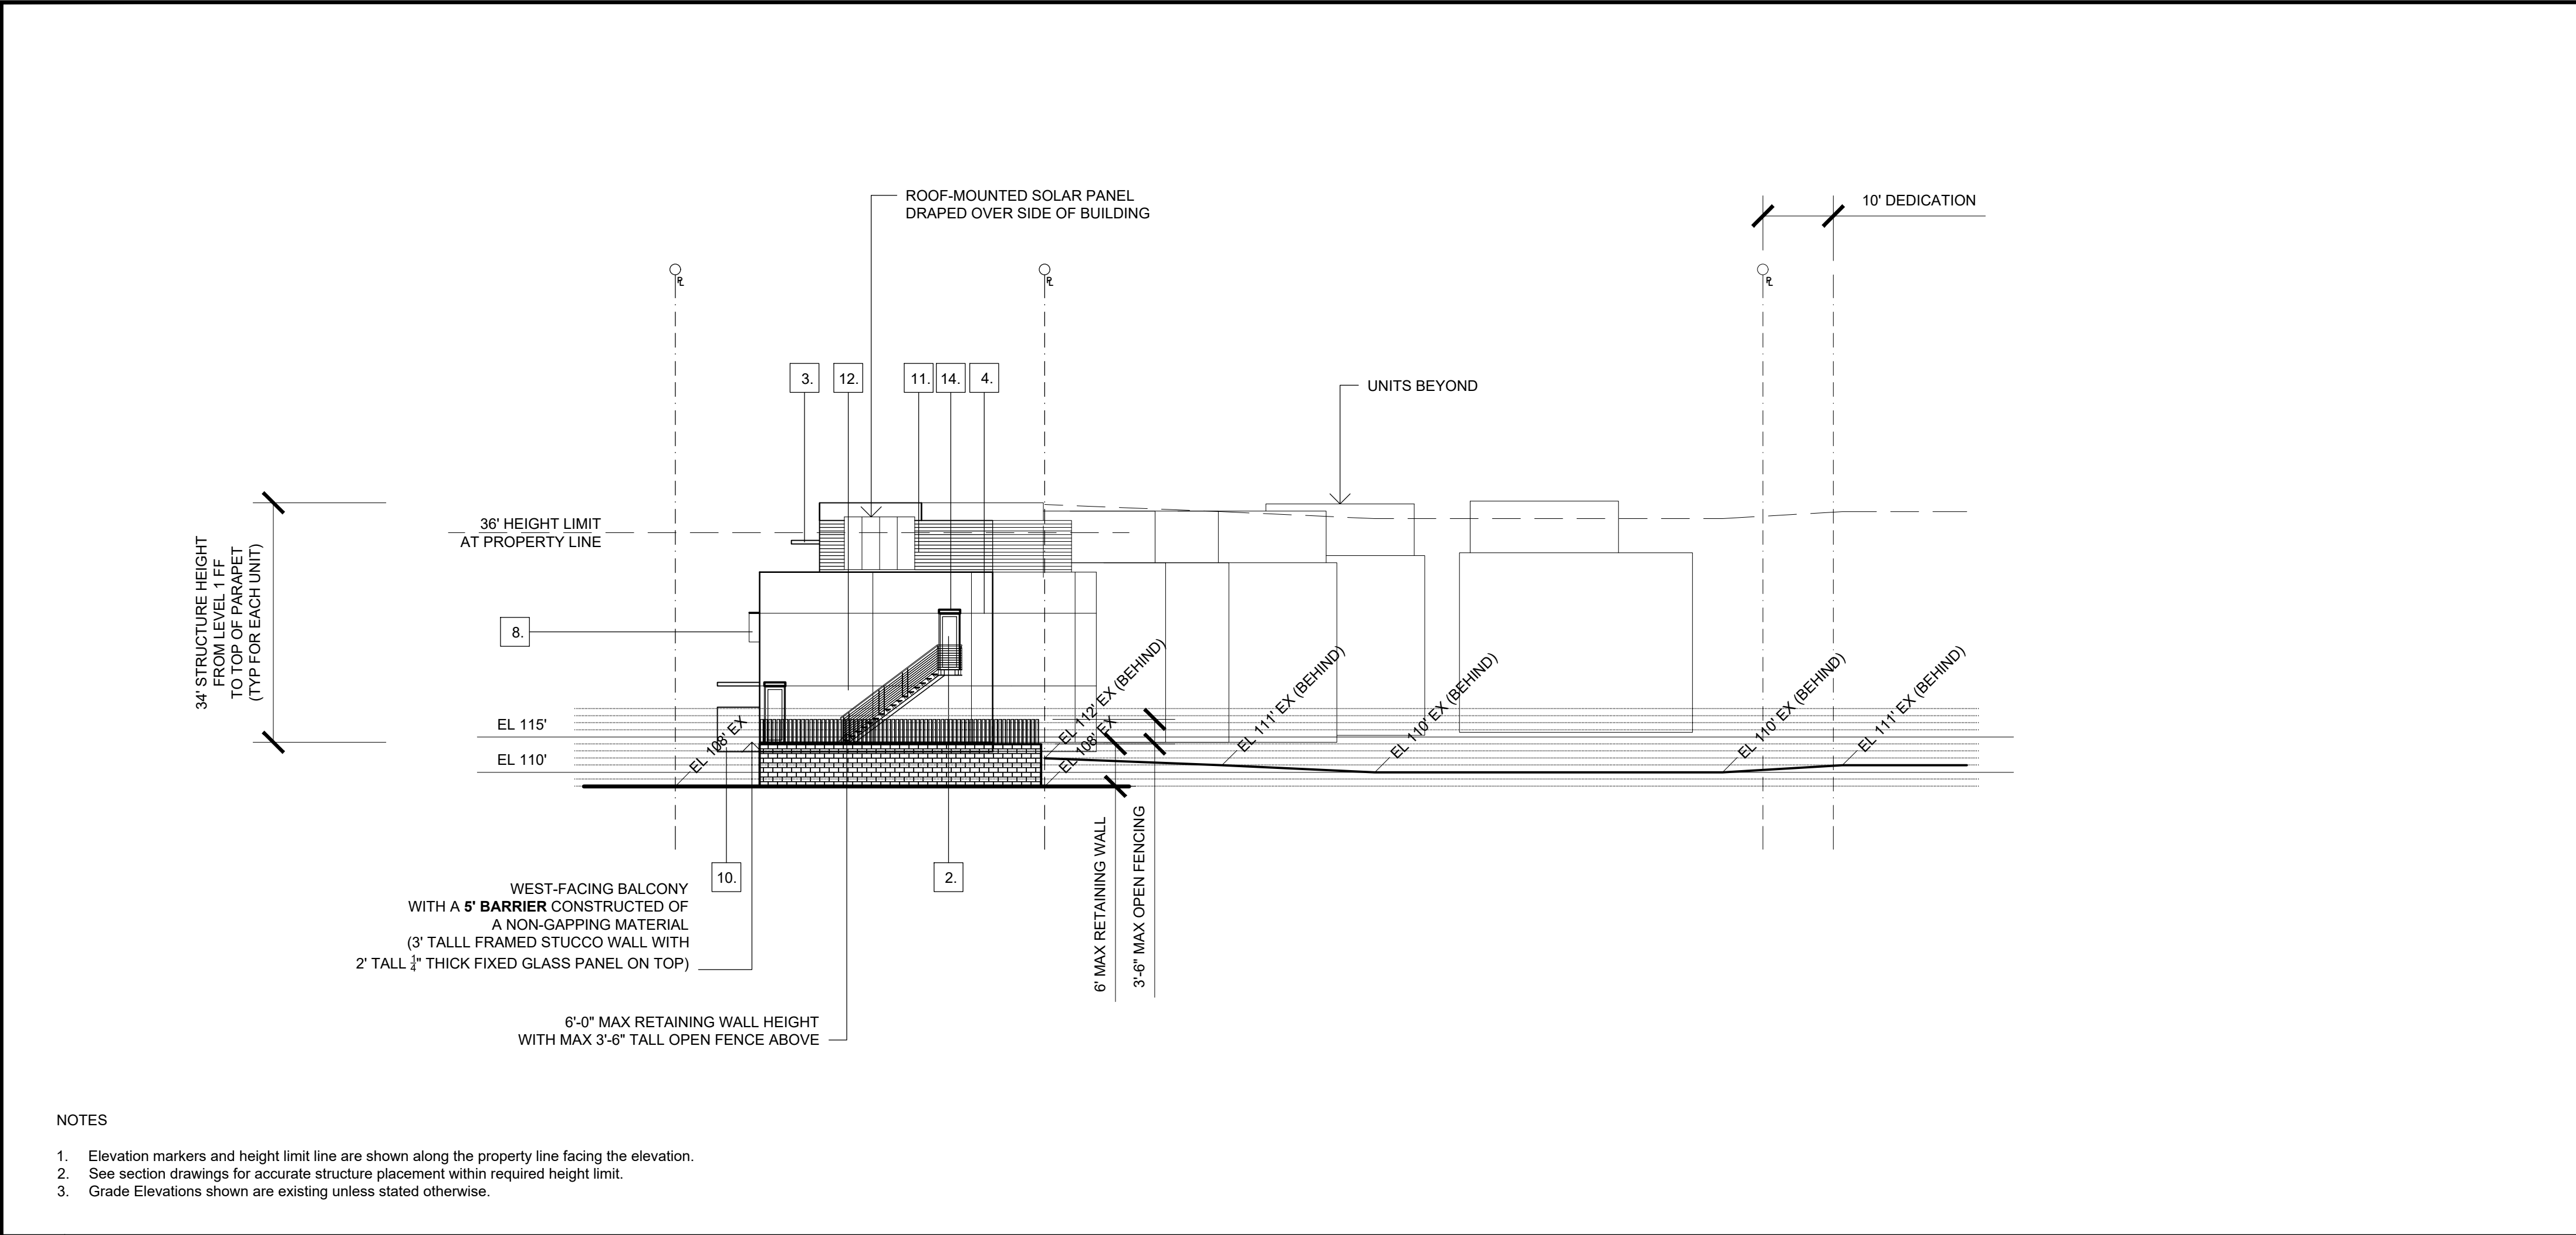 ROOF-MOUNTED SOLAR PANEL
DRAPED OVER SIDE OF BUILDING
10' DEDICATION
PL
PL
PL
3.
12.
11.
14.
4.
UNITS BEYOND
36' HEIGHT LIMIT
AT PROPERTY LINE
34' STRUCTURE HEIGHT
FROM LEVEL 1 FF
TO TOP OF PARAPET
(TYP FOR EACH UNIT)
8.
EL 115'
EL 110'
EL 108' EX
EL 112' EX (BEHIND)
EL 108' EX
EL 111' EX (BEHIND)
EL 110' EX (BEHIND)
EL 110' EX (BEHIND)
EL 111' EX (BEHIND)
6' MAX RETAINING WALL
3'-6" MAX OPEN FENCING
10.
2.
WEST-FACING BALCONY
WITH A 5' BARRIER CONSTRUCTED OF
A NON-GAPPING MATERIAL
(3' TALLL FRAMED STUCCO WALL WITH
2' TALL 1/4" THICK FIXED GLASS PANEL ON TOP)
6'-0" MAX RETAINING WALL HEIGHT
WITH MAX 3'-6" TALL OPEN FENCE ABOVE
NOTES
1. Elevation markers and height limit line are shown along the property line facing the elevation.
2. See section drawings for accurate structure placement within required height limit.
3. Grade Elevations shown are existing unless stated otherwise.